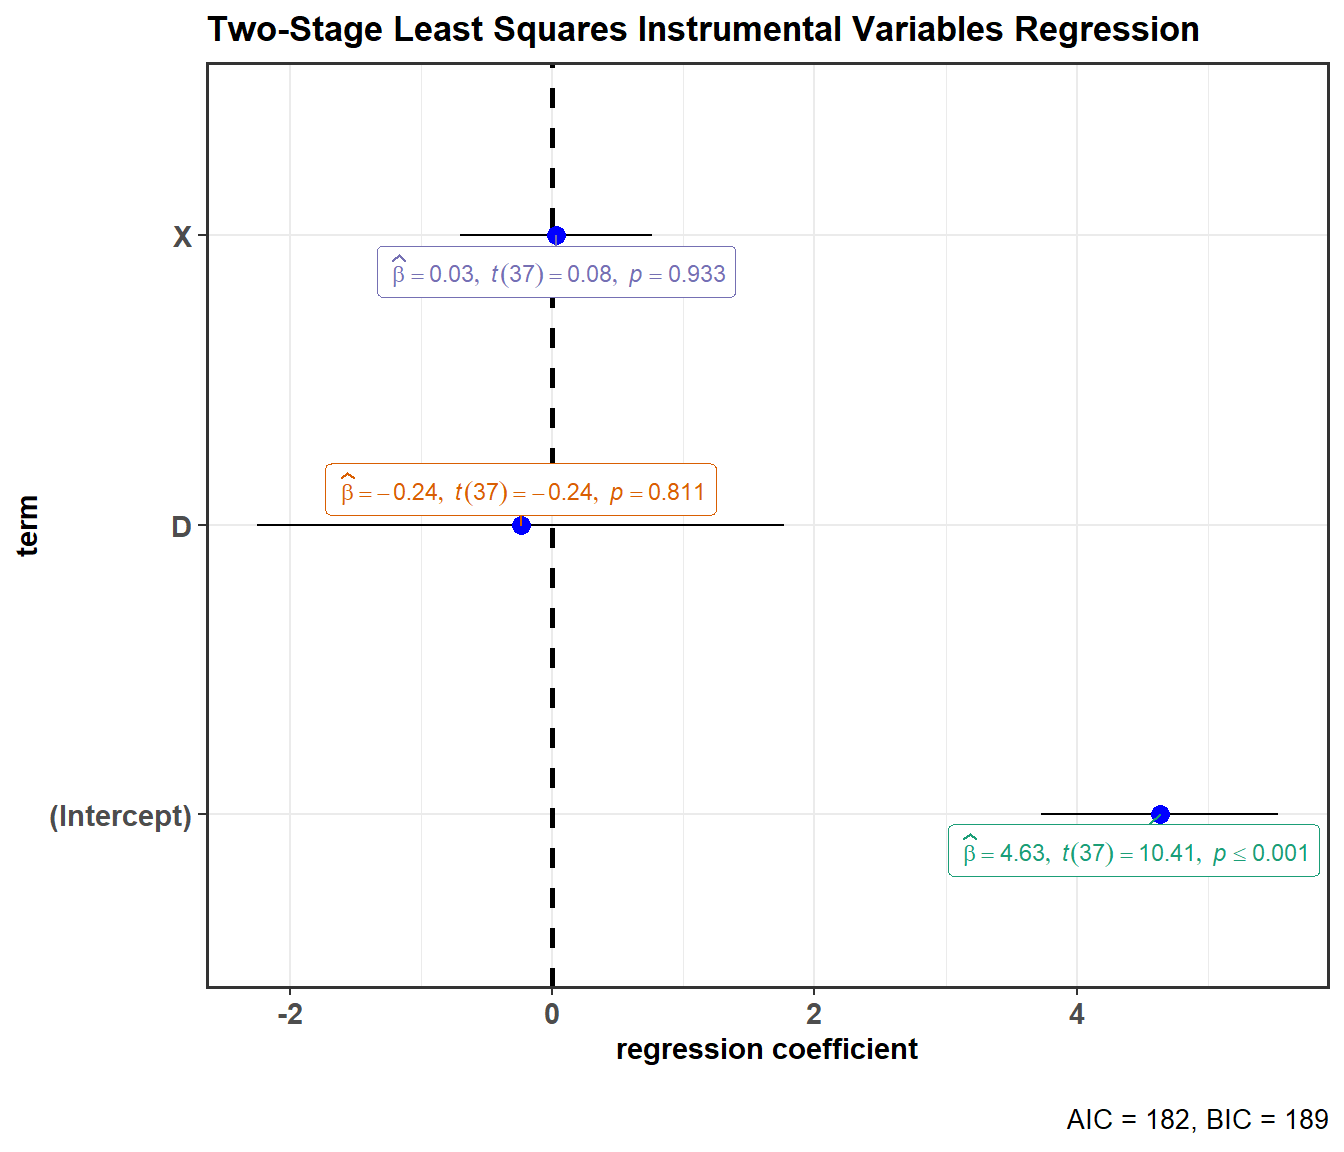 Two-Stage Least Squares Instrumental Variables Regression
X
β̂ = 0.03, t(37) = 0.08, p = 0.933
β̂ = −0.24, t(37) = −0.24, p = 0.811
D
term
(Intercept)
β̂ = 4.63, t(37) = 10.41, p ≤ 0.001
-2 0 2 4
regression coefficient
AIC = 182, BIC = 189